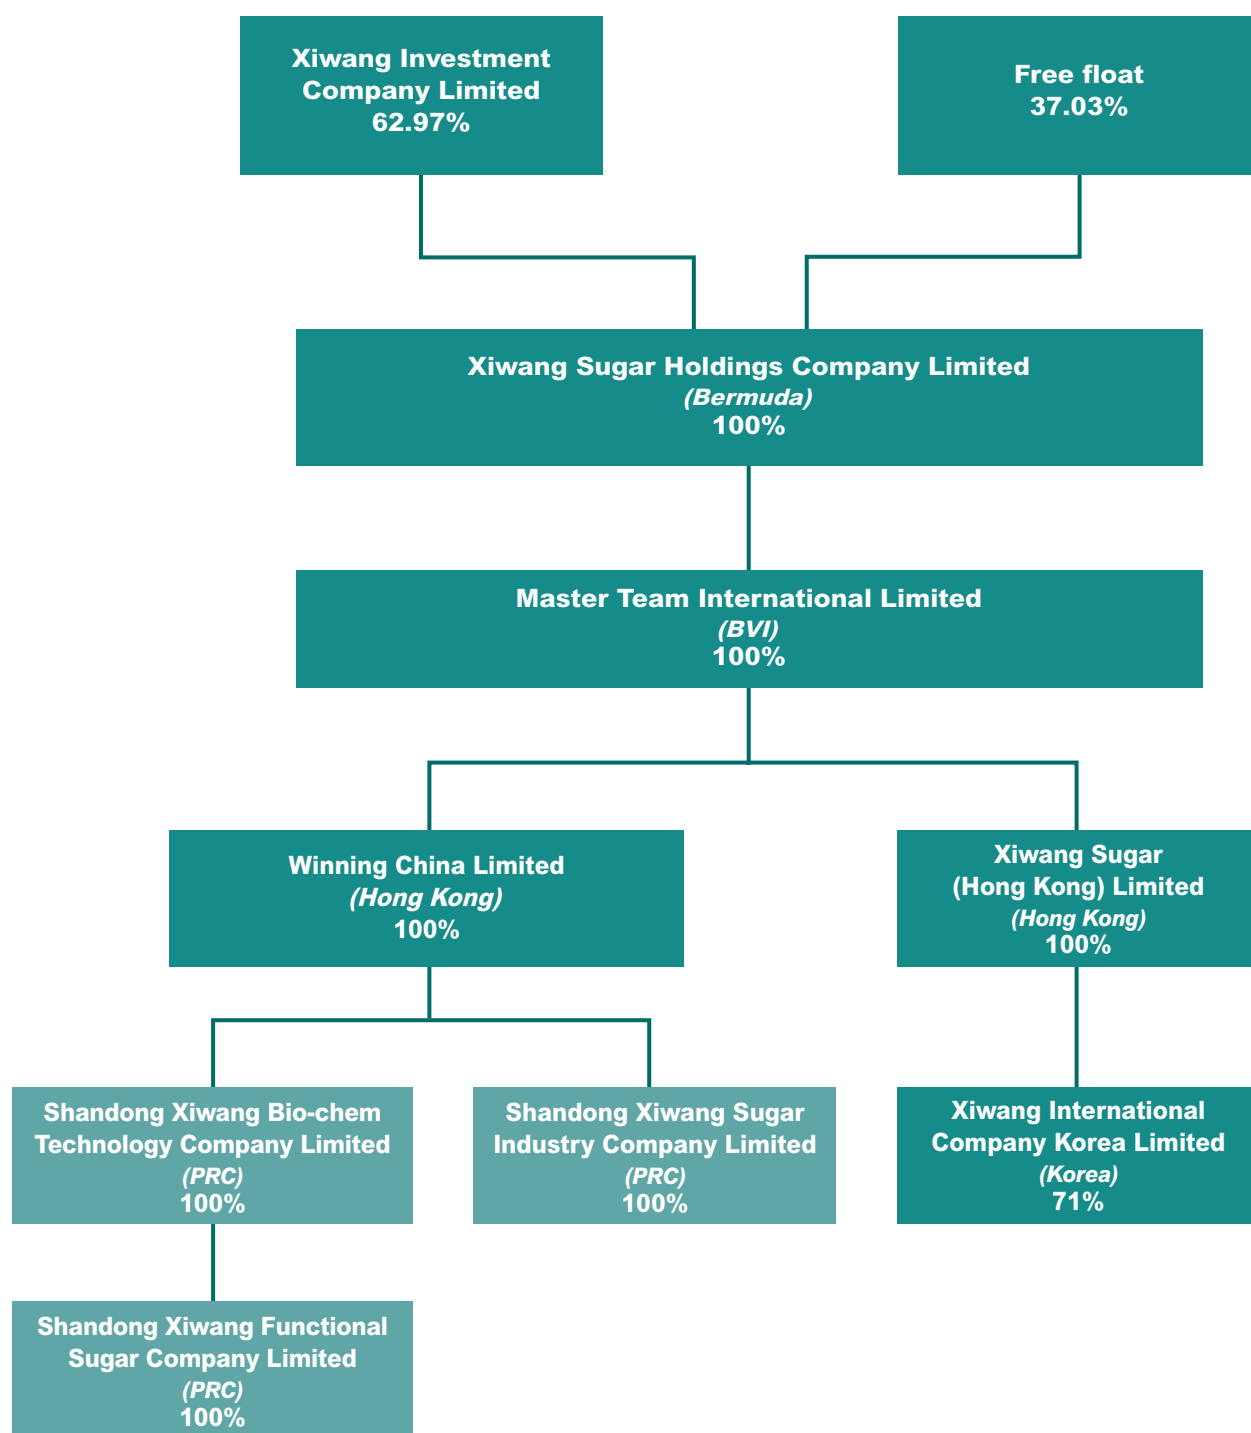 Xiwang Investment
Company Limited
62.97%
Free float
37.03%
Xiwang Sugar Holdings Company Limited
(Bermuda)
100%
Master Team International Limited
(BVI)
100%
Winning China Limited
(Hong Kong)
100%
Xiwang Sugar
(Hong Kong) Limited
(Hong Kong)
100%
Shandong Xiwang Bio-chem
Technology Company Limited
(PRC)
100%
Shandong Xiwang Sugar
Industry Company Limited
(PRC)
100%
Xiwang International
Company Korea Limited
(Korea)
71%
Shandong Xiwang Functional
Sugar Company Limited
(PRC)
100%